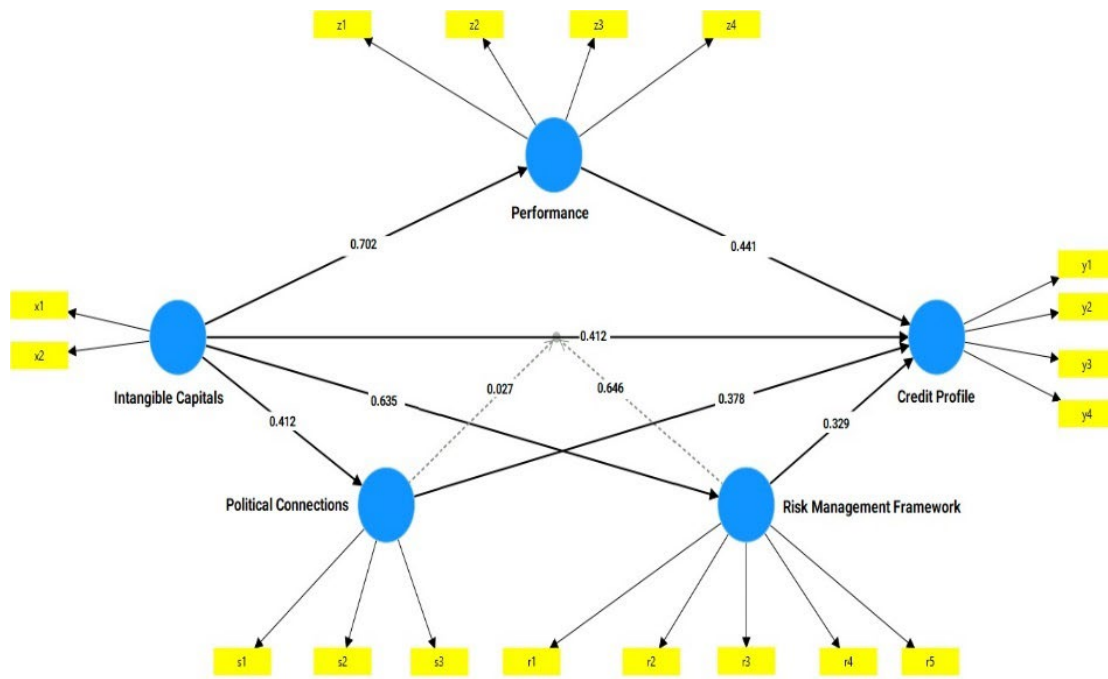 z1
z2
z3
z4
Performance
0.702
0.441
x1
x2
Intangible Capitals
0.412
y1
y2
y3
y4
Credit Profile
0.027
0.646
0.635
0.378
0.412
0.329
Political Connections
Risk Management Framework
s1
s2
s3
r1
r2
r3
r4
r5